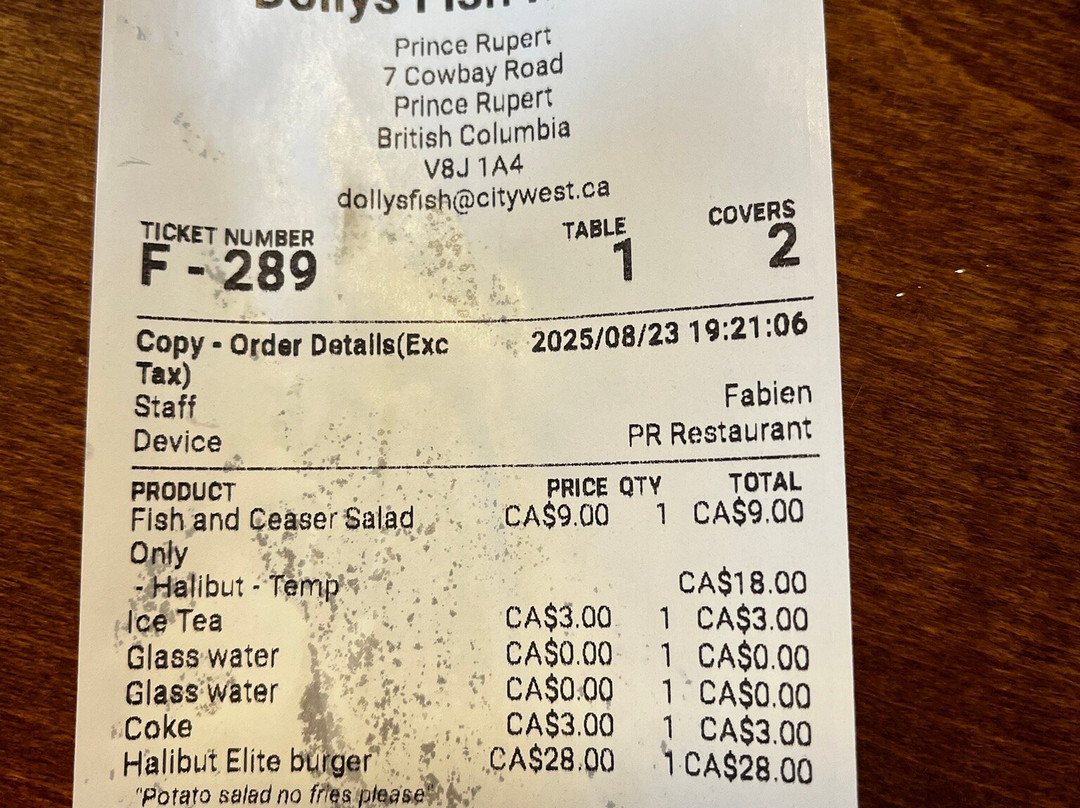 Dollys Fish
Prince Rupert
7 Cowbay Road
Prince Rupert
British Columbia
V8J 1A4
dollysfish@citywest.ca
TICKET NUMBER TABLE COVERS
F - 289 1 2
Copy - Order Details(Exc 2025/08/23 19:21:06
Tax)
Staff Fabien
Device PR Restaurant
PRODUCT PRICE QTY TOTAL
Fish and Ceaser Salad CA$9.00 1 CA$9.00
Only
- Halibut - Temp CA$18.00
Ice Tea CA$3.00 1 CA$3.00
Glass water CA$0.00 1 CA$0.00
Glass water CA$0.00 1 CA$0.00
Coke CA$3.00 1 CA$3.00
Halibut Elite burger CA$28.00 1 CA$28.00
"Potato salad no fries please"